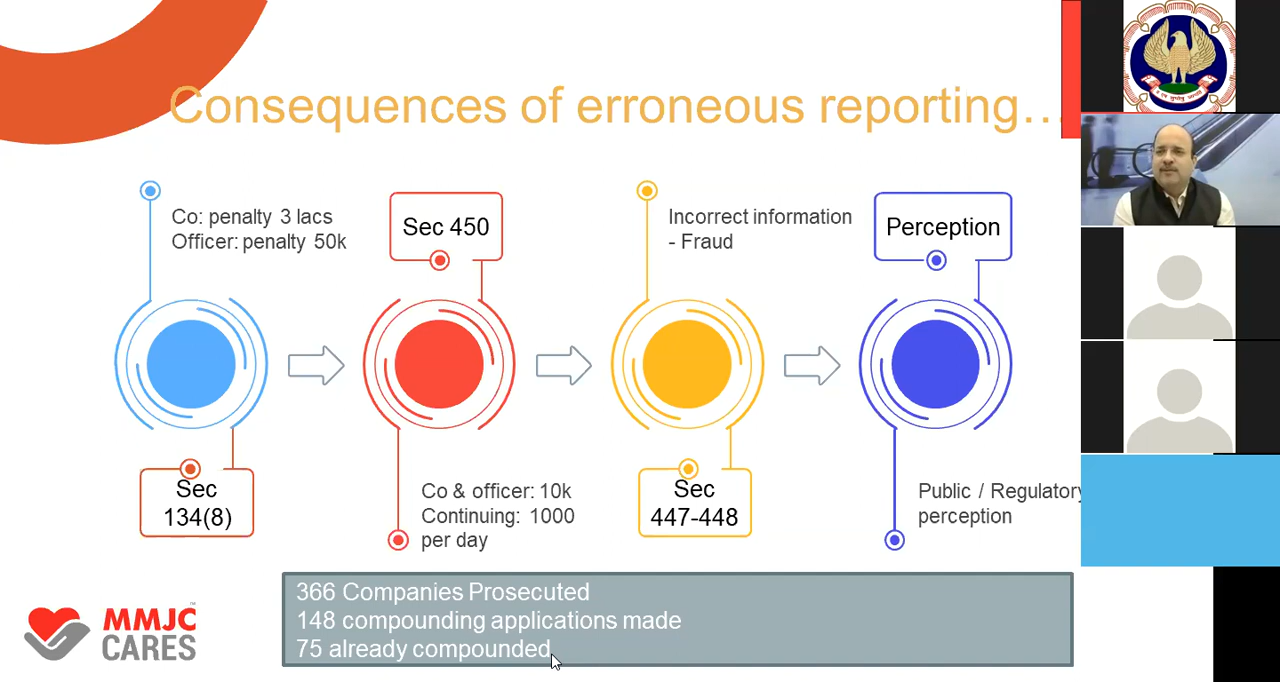 Consequences of erroneous reporting...
Co: penalty 3 lacs
Officer: penalty 50k
Sec
134(8)
Sec 450
Co & officer: 10k
Continuing: 1000
per day
Incorrect information
- Fraud
Sec
447-448
Perception
Public / Regulatory
perception
366 Companies Prosecuted
148 compounding applications made
75 already compounded
MMJC
CARES